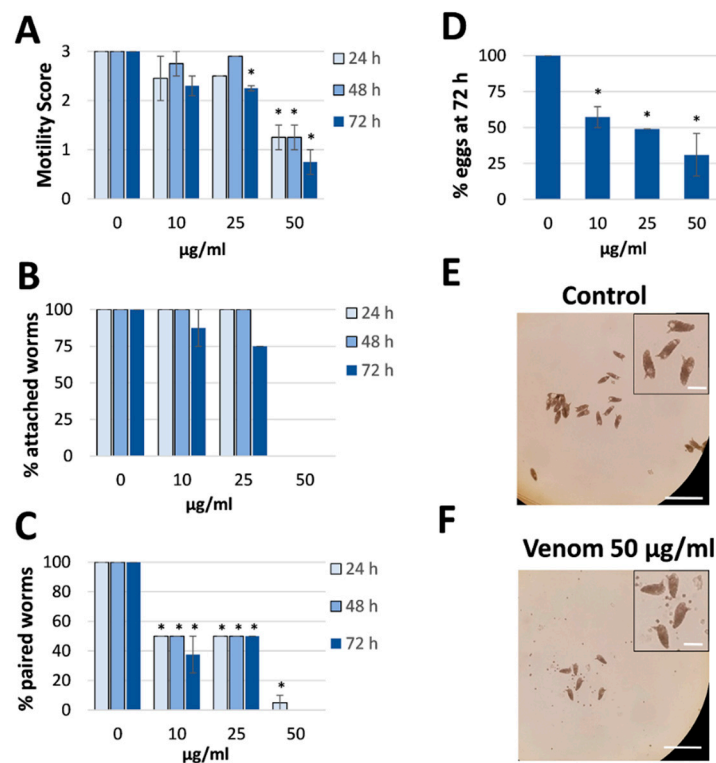 A
3
2
1
0
Motility Score
*
* *
*
0 10 25 50
µg/ml
24 h
48 h
72 h
B
100
75
50
25
0
% attached worms
0 10 25 50
µg/ml
24 h
48 h
72 h
C
100
80
60
40
20
0
% paired worms
* * * * * *
*
0 10 25 50
µg/ml
24 h
48 h
72 h
D
100
75
50
25
0
% eggs at 72 h
* * *
0 10 25 50
µg/ml
E
Control
F
Venom 50 µg/ml